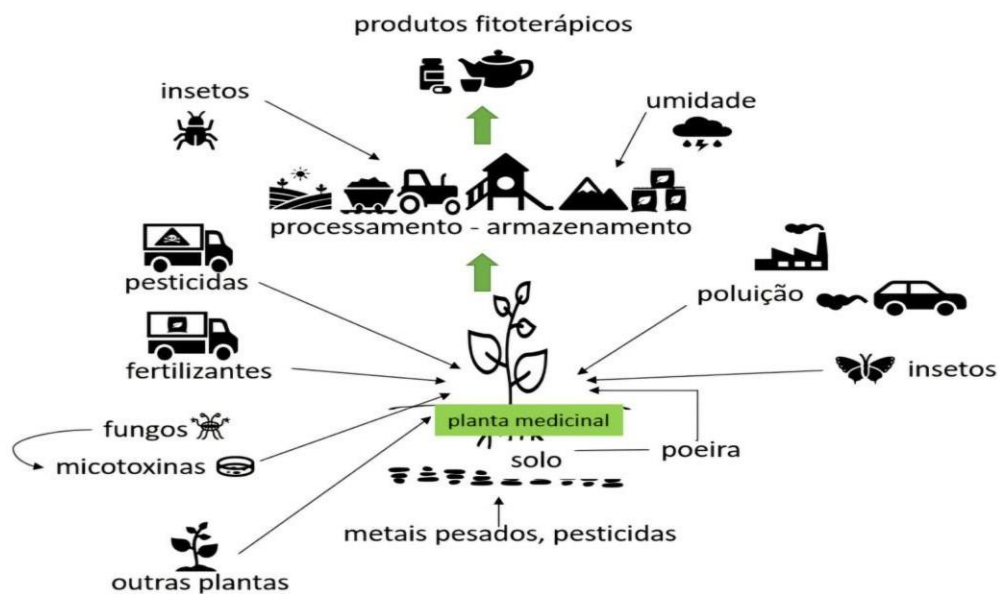 produtos fitoterápicos
insetos
umidade
processamento - armazenamento
pesticidas
poluição
fertilizantes
insetos
fungos
planta medicinal
micotoxinas
solo
poeira
metais pesados, pesticidas
outras plantas